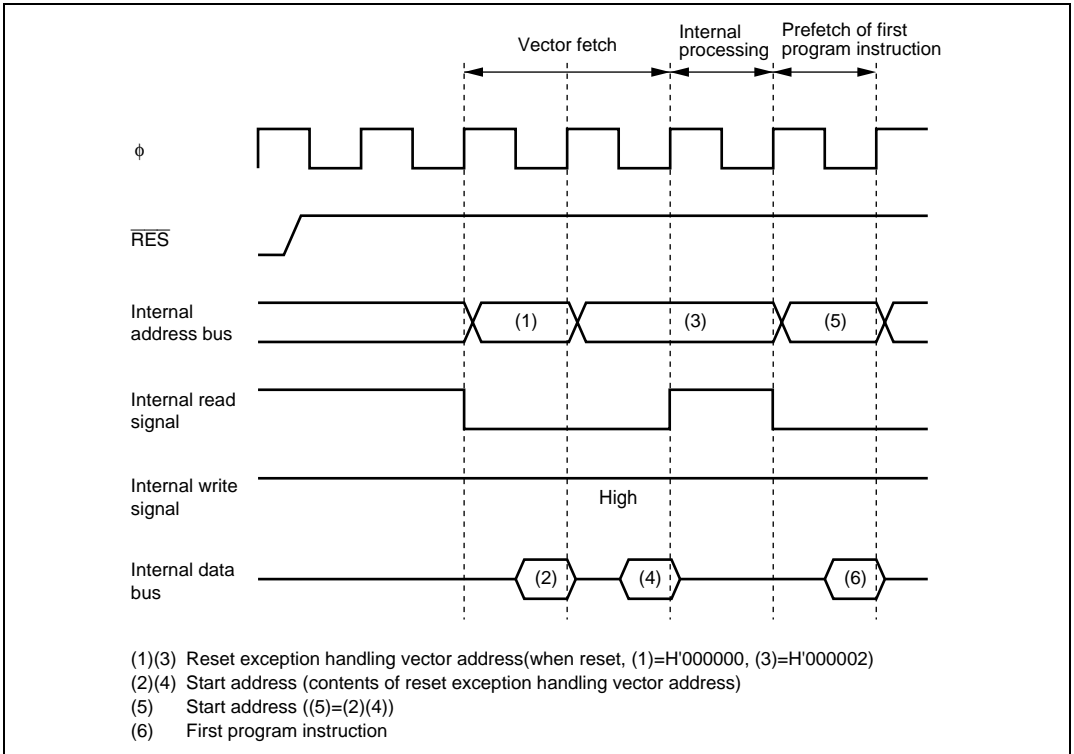 Vector fetch
Internal
processing
Prefetch of first
program instruction
ϕ
RES
Internal
address bus
(1)
(3)
(5)
Internal read
signal
Internal write
signal
High
Internal data
bus
(2)
(4)
(6)
(1)(3) Reset exception handling vector address(when reset, (1)=H'000000, (3)=H'000002)
(2)(4) Start address (contents of reset exception handling vector address)
(5) Start address ((5)=(2)(4))
(6) First program instruction